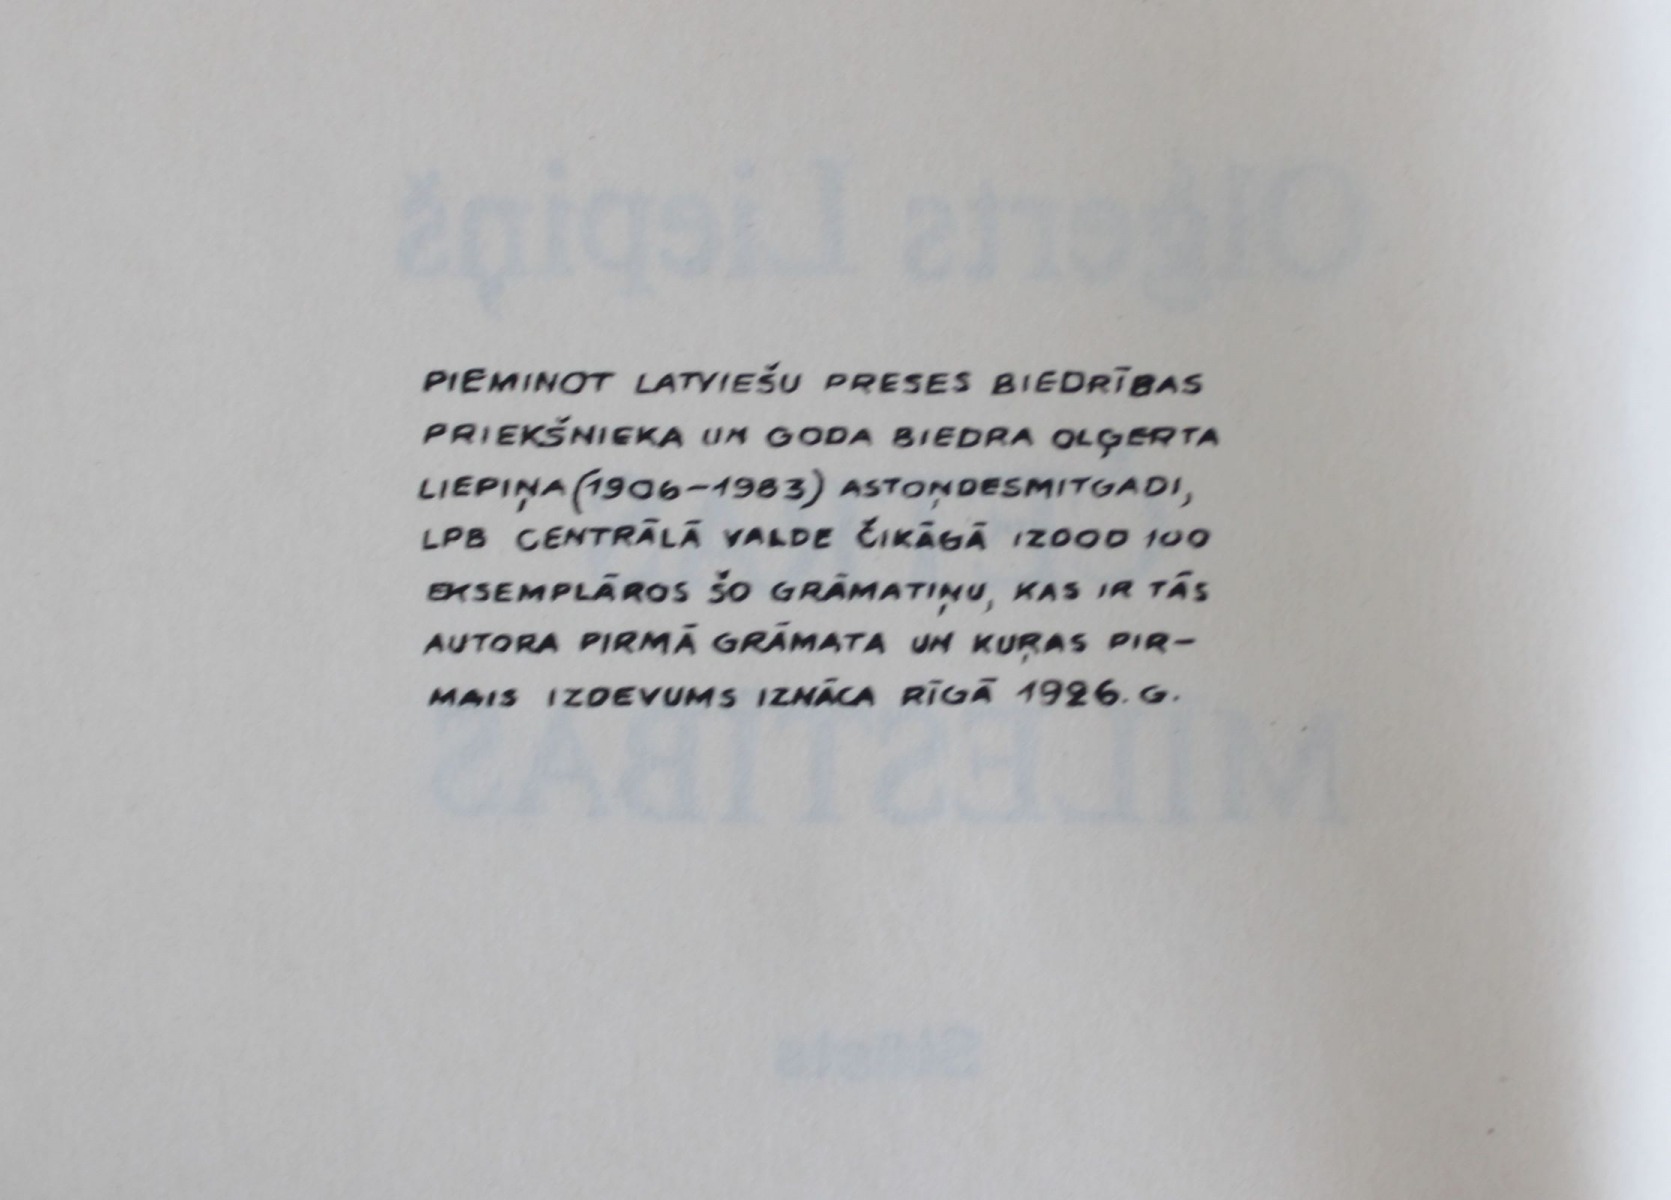 PIEMINOT LATVIEŠU PRESES BIEDRĪBAS
PRIEKŠNIEKA UN GODA BIEDRA OĻĢERTA
LIEPIŅA (1906-1983) ASTOŅDESMITGADI,
LPB CENTRĀLĀ VALDE ČIKĀGĀ IZDOD 100
EKSEMPLĀROS ŠO GRĀMATIŅU, KAS IR TĀS
AUTORA PIRMĀ GRĀMATA UN KUŖAS PIR-
MAIS IZDEVUMS IZNĀCA RĪGĀ 1926. G.